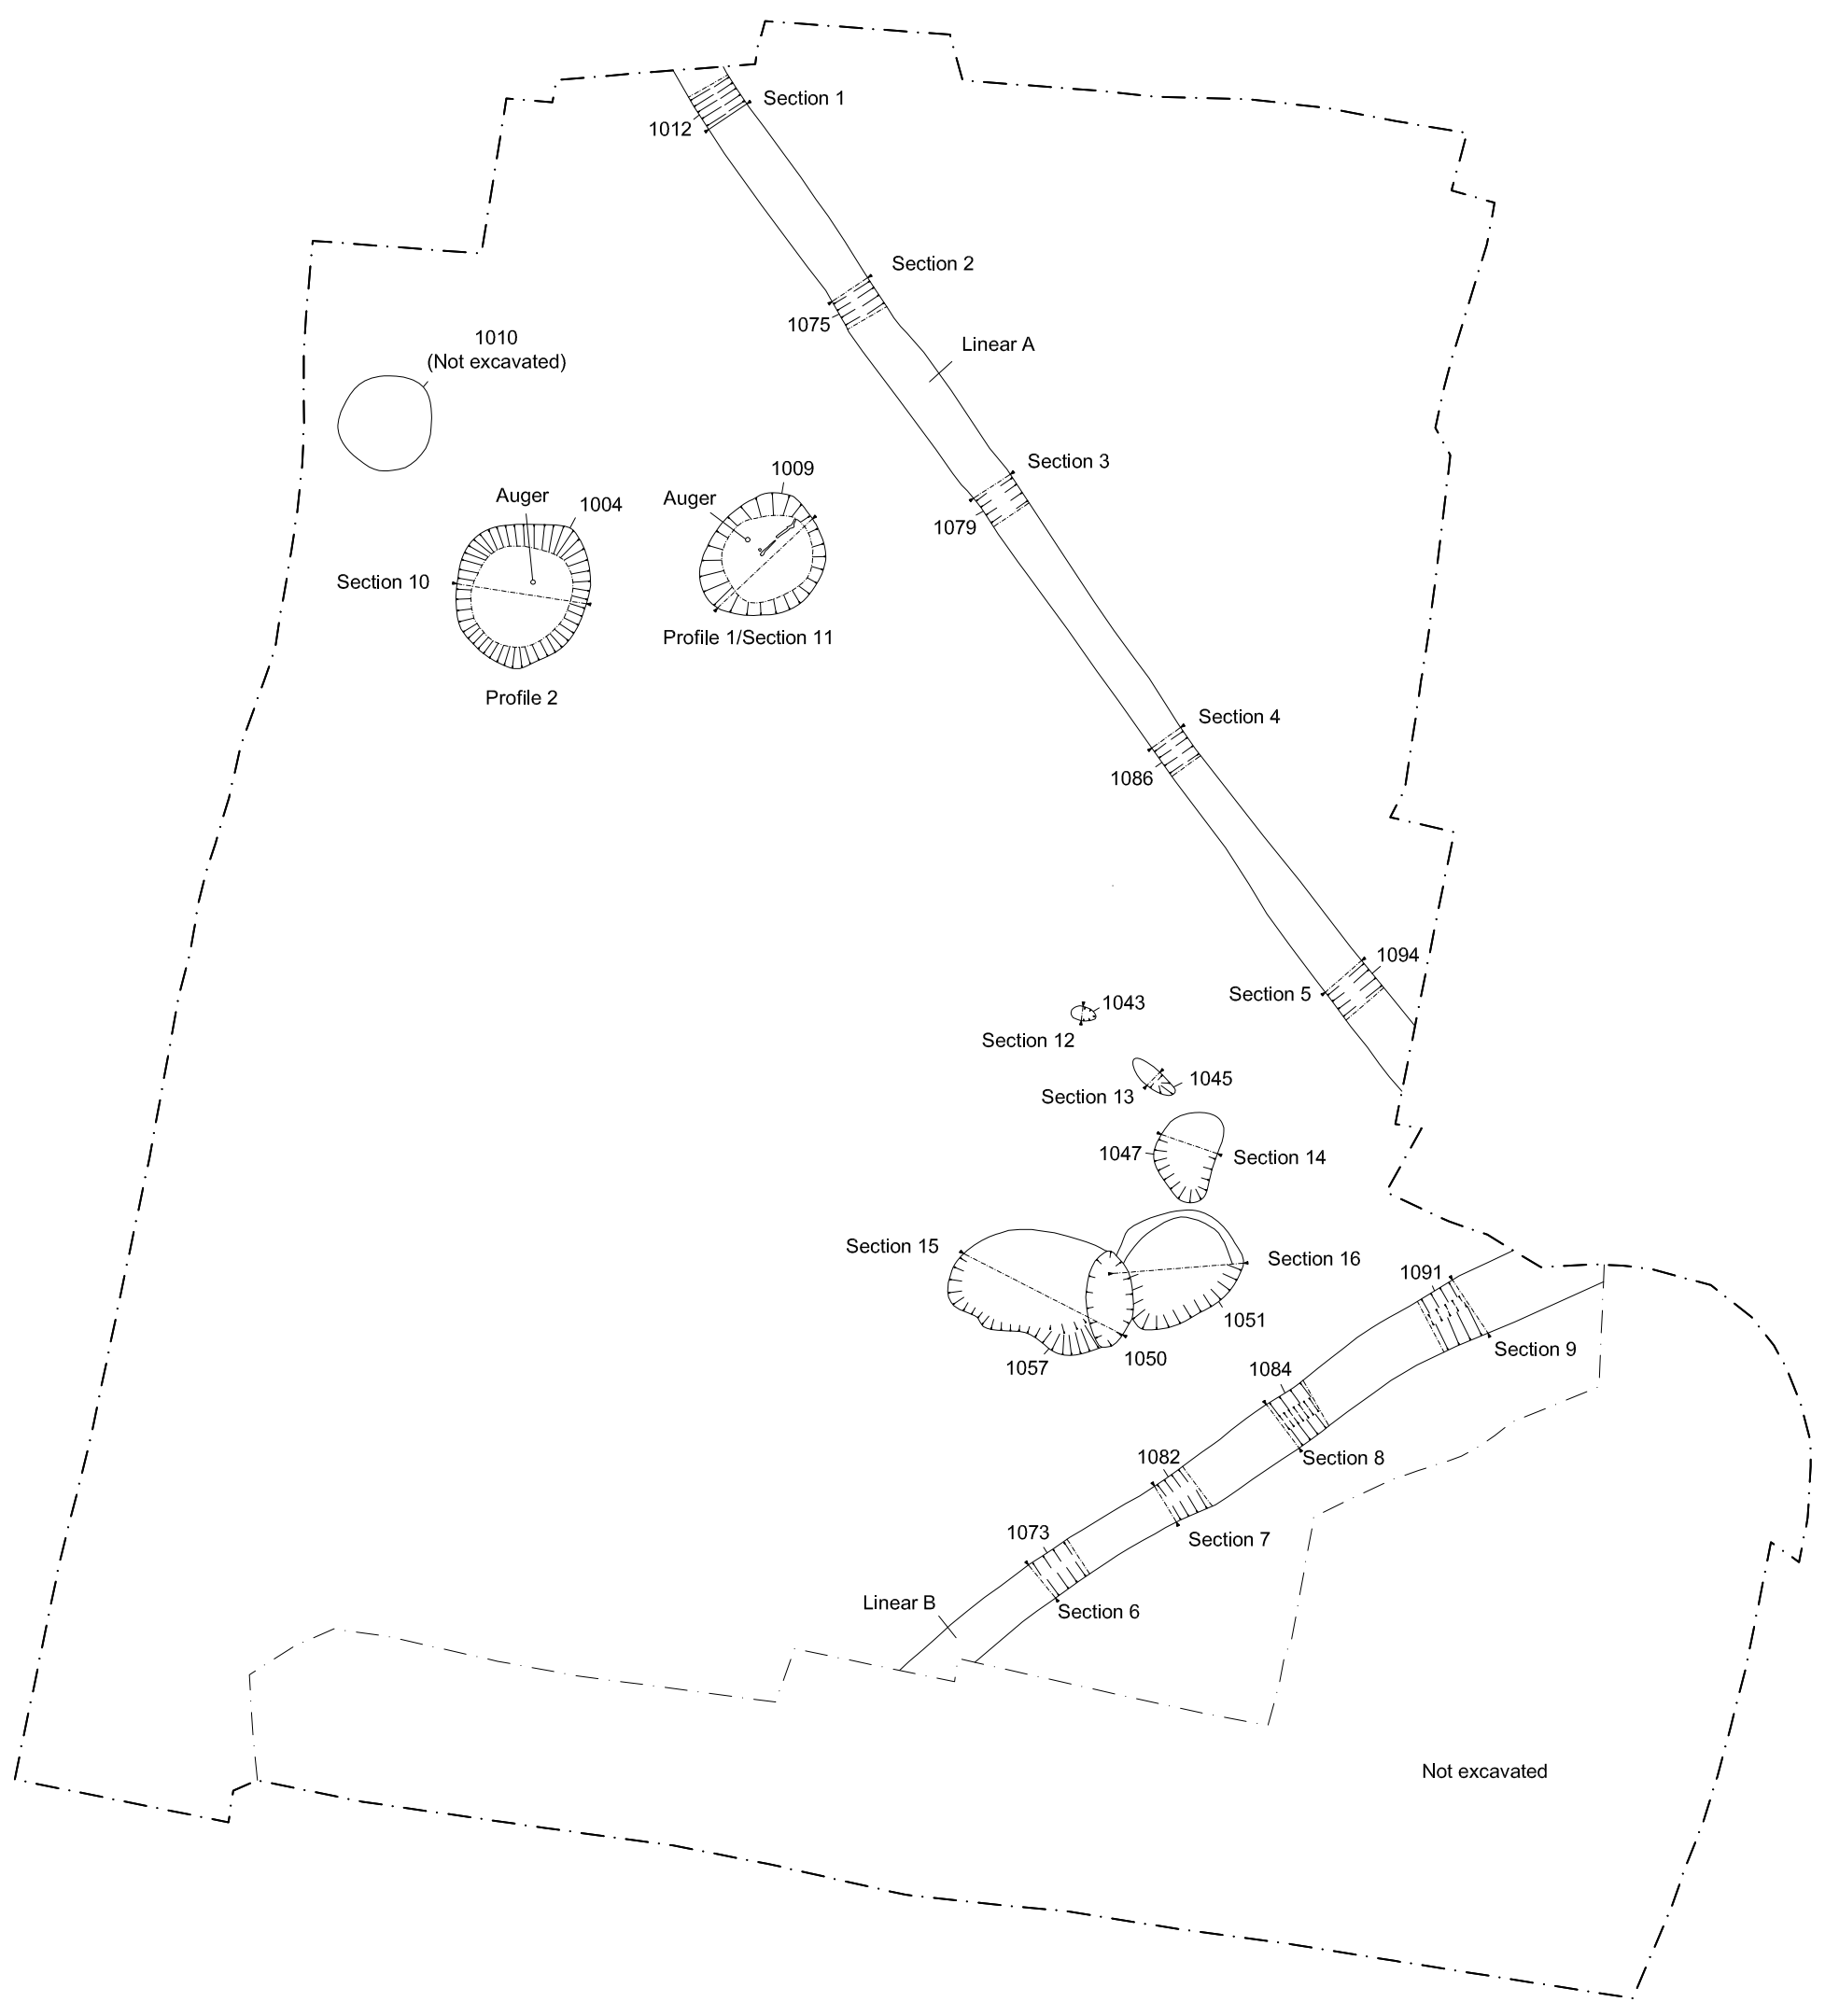 Section 1
1012
Section 2
1075
Linear A
1010
(Not excavated)
Section 3
1009
Auger
Auger
1004
1079
Section 10
Profile 1/Section 11
Profile 2
Section 4
1086
1094
Section 5
1043
Section 12
1045
Section 13
1047
Section 14
Section 15
Section 16
1091
1051
Section 9
1050
1057
1084
1082
Section 8
1073
Section 7
Linear B
Section 6
Not excavated